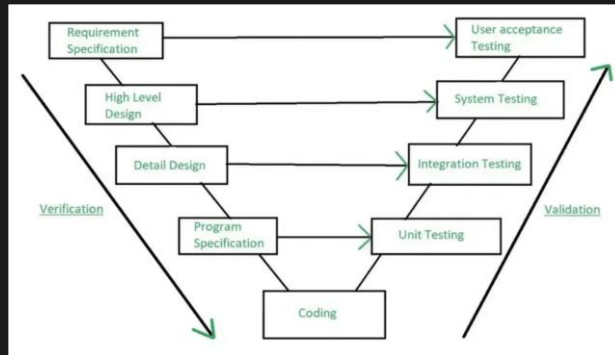 Requirement
Specification
User acceptance
Testing
High Level
Design
System Testing
Detail Design
Integration Testing
Verification
Validation
Program
Specification
Unit Testing
Coding